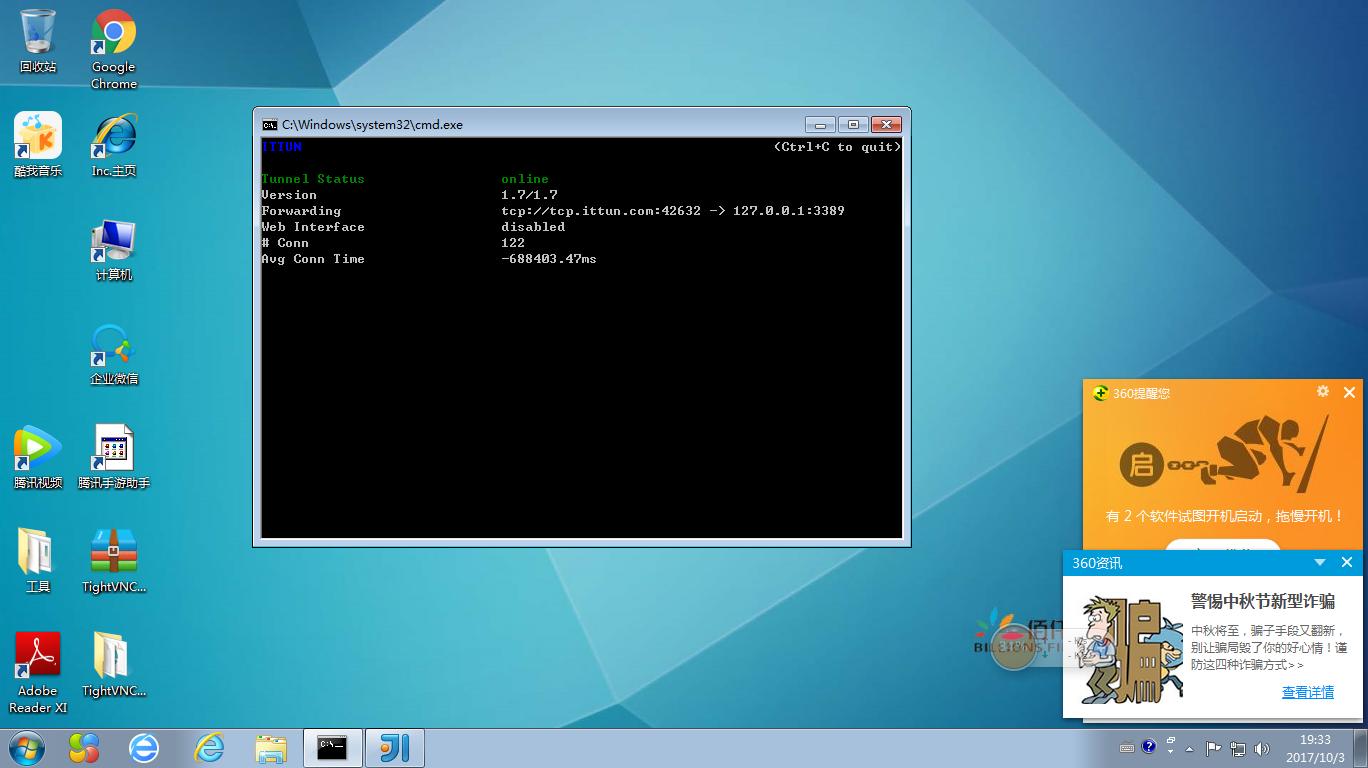 回收站
Google
Chrome
酷我音乐
Inc.主页
计算机
企业微信
腾讯视频
腾讯手游助手
工具
TightVNC...
Adobe
Reader XI
TightVNC...
C:\Windows\system32\cmd.exe
ITTUN (Ctrl+C to quit)
Tunnel Status online
Version 1.7/1.7
Forwarding tcp://tcp.ittun.com:42632 -> 127.0.0.1:3389
Web Interface disabled
# Conn 122
Avg Conn Time -688403.47ms
360提醒您
启
有 2 个软件试图开机启动，拖慢开机！
360资讯
警惕中秋节新型诈骗
中秋将至，骗子手段又翻新，
别让骗局毁了你的好心情！谨
防这四种诈骗方式>>
查看详情
骗
19:33
2017/10/3